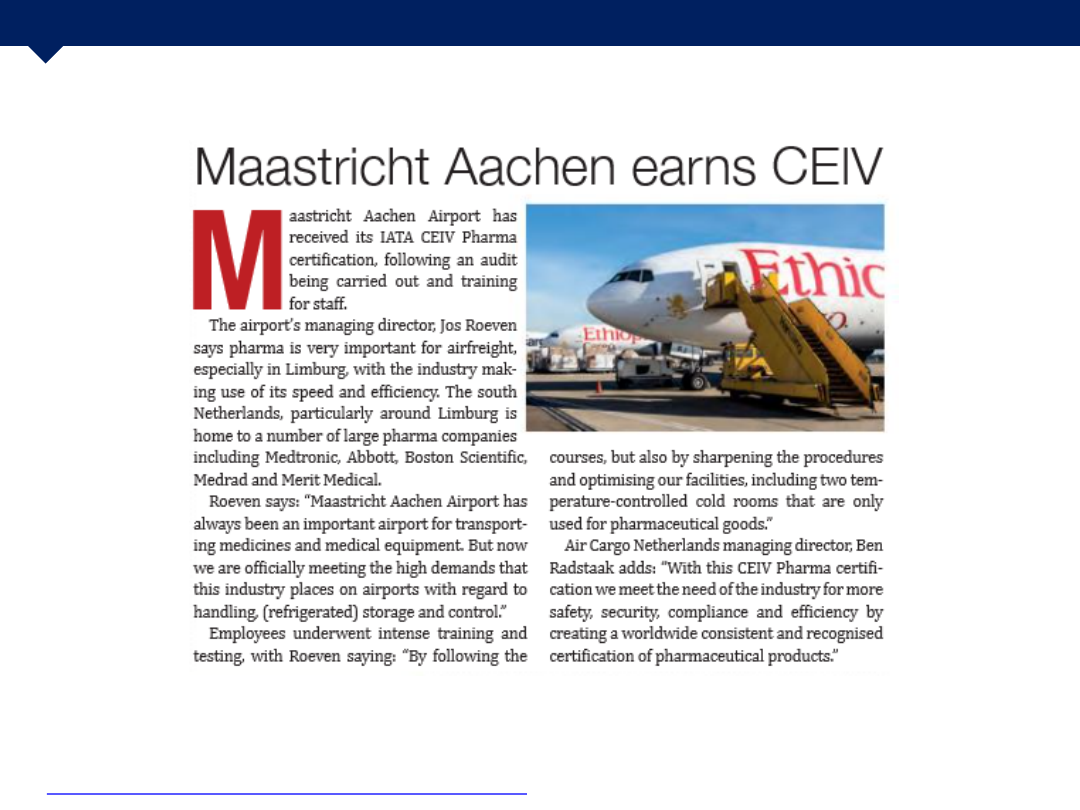 Maastricht Aachen earns CEIV
Maastricht Aachen Airport has
received its IATA CEIV Pharma
certification, following an audit
being carried out and training
for staff.
The airport's managing director, Jos Roeven
says pharma is very important for airfreight,
especially in Limburg, with the industry mak-
ing use of its speed and efficiency. The south
Netherlands, particularly around Limburg is
home to a number of large pharma companies
including Medtronic, Abbott, Boston Scientific,
Medrad and Merit Medical.
Roeven says: “Maastricht Aachen Airport has
always been an important airport for transport-
ing medicines and medical equipment. But now
we are officially meeting the high demands that
this industry places on airports with regard to
handling, (refrigerated) storage and control.”
Employees underwent intense training and
testing, with Roeven saying: “By following the
Ethic
Ethiop
courses, but also by sharpening the procedures
and optimising our facilities, including two tem-
perature-controlled cold rooms that are only
used for pharmaceutical goods.”
Air Cargo Netherlands managing director, Ben
Radstaak adds: “With this CEIV Pharma certifi-
cation we meet the need of the industry for more
safety, security, compliance and efficiency by
creating a worldwide consistent and recognised
certification of pharmaceutical products.”